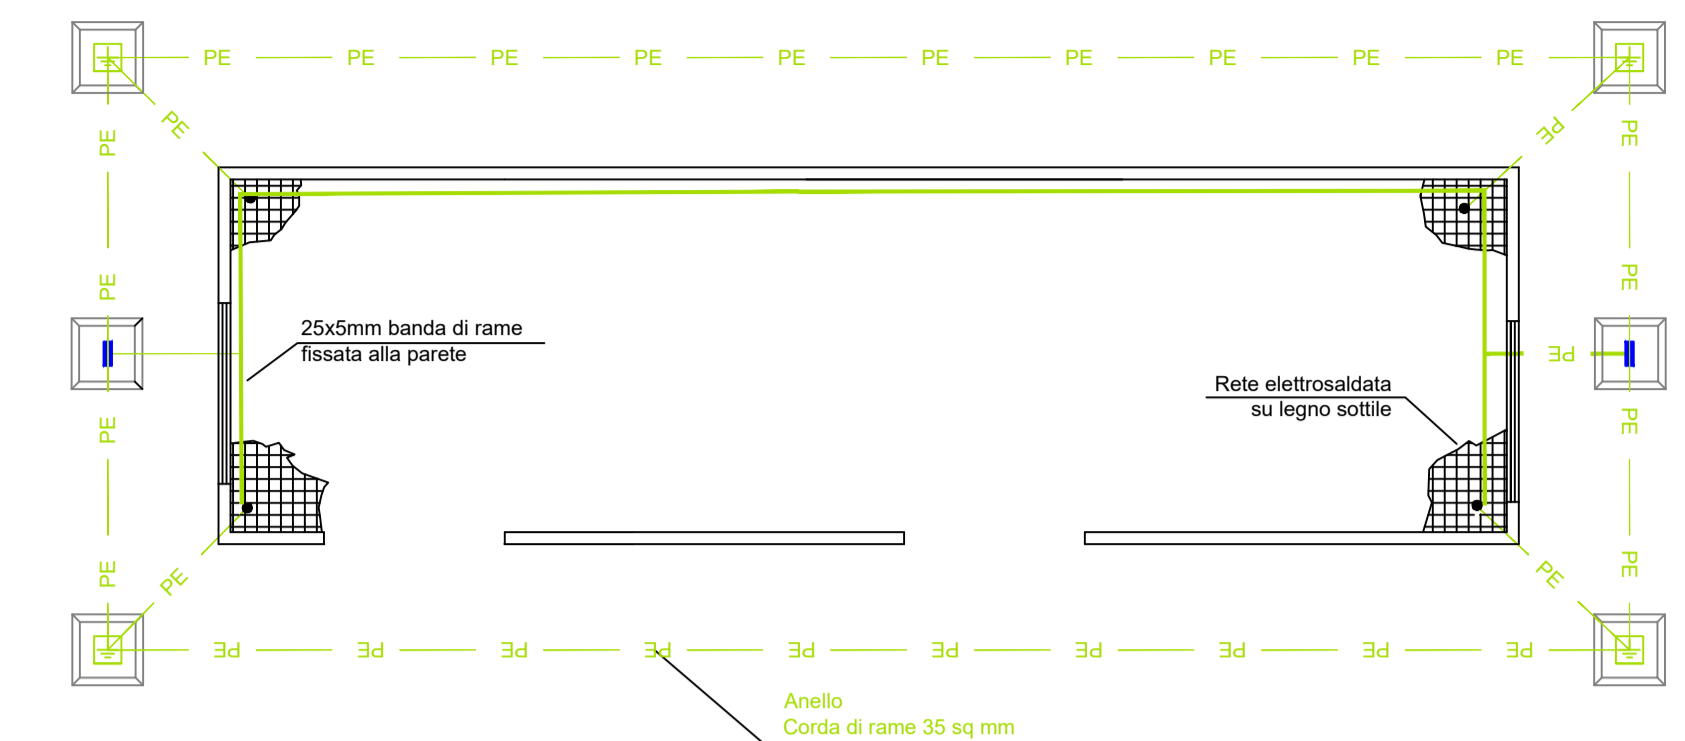 PE PE PE PE PE PE PE PE PE PE
PE PE
PE PE
PE PE
25x5mm banda di rame
fissata alla parete
PE
Rete elettrosaldata
su legno sottile
PE PE
PE PE
PE PE
PE PE PE PE PE PE PE PE PE PE
Anello
Corda di rame 35 sq mm